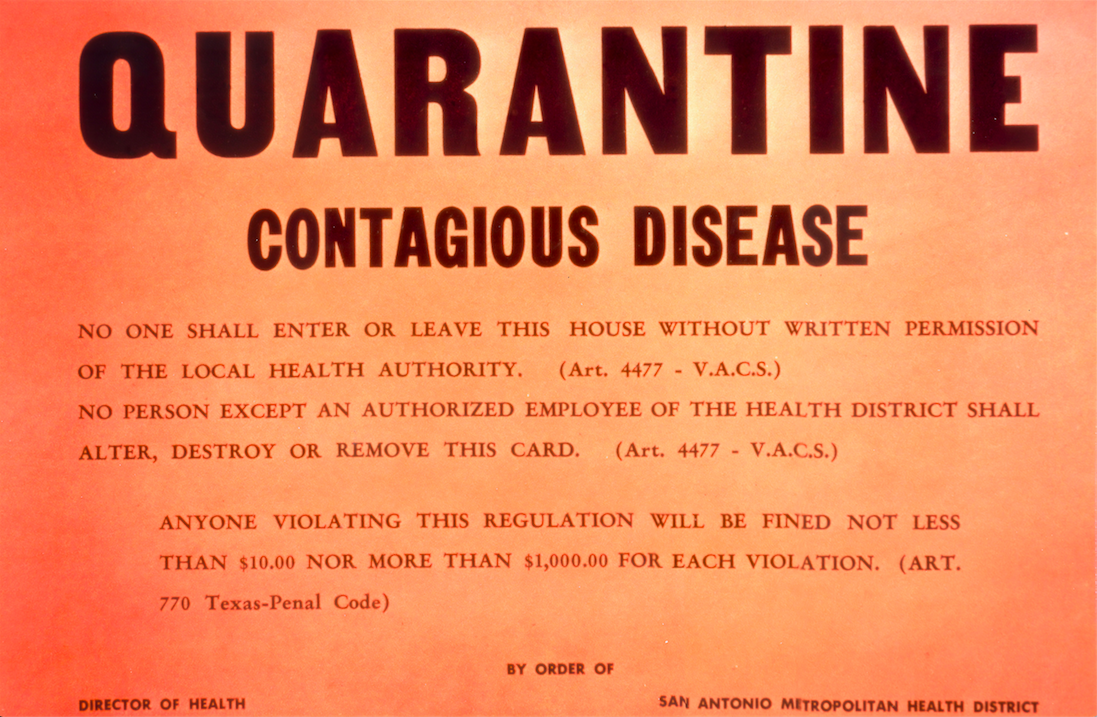 QUARANTINE
CONTAGIOUS DISEASE
NO ONE SHALL ENTER OR LEAVE THIS HOUSE WITHOUT WRITTEN PERMISSION
OF THE LOCAL HEALTH AUTHORITY. (Art. 4477 - V.A.C.S.)
NO PERSON EXCEPT AN AUTHORIZED EMPLOYEE OF THE HEALTH DISTRICT SHALL
ALTER, DESTROY OR REMOVE THIS CARD. (Art. 4477 - V.A.C.S.)
ANYONE VIOLATING THIS REGULATION WILL BE FINED NOT LESS
THAN $10.00 NOR MORE THAN $1,000.00 FOR EACH VIOLATION. (ART.
770 Texas-Penal Code)
BY ORDER OF
DIRECTOR OF HEALTH SAN ANTONIO METROPOLITAN HEALTH DISTRICT